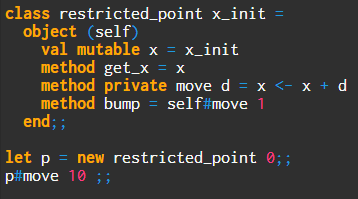 class restricted_point x_init =
  object (self)
    val mutable x = x_init
    method get_x = x
    method private move d = x <- x + d
    method bump = self#move 1
  end;;

let p = new restricted_point 0;;
p#move 10 ;;